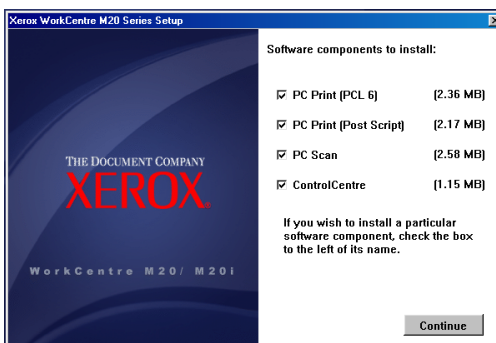 Xerox WorkCentre M20 Series Setup
THE DOCUMENT COMPANY
XEROX.
WorkCentre M20/ M20i
Software components to install:
PC Print (PCL 6) (2.36 MB)
PC Print (Post Script) (2.17 MB)
PC Scan (2.58 MB)
ControlCentre (1.15 MB)
If you wish to install a particular
software component, check the box
to the left of its name.
Continue